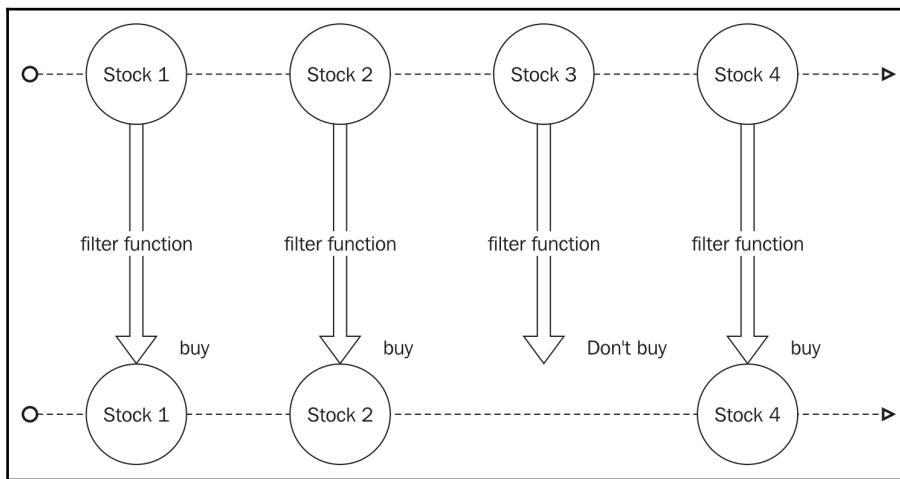 Stock 1
Stock 2
Stock 3
Stock 4
filter function
filter function
filter function
filter function
buy
buy
Don't buy
buy
Stock 1
Stock 2
Stock 4